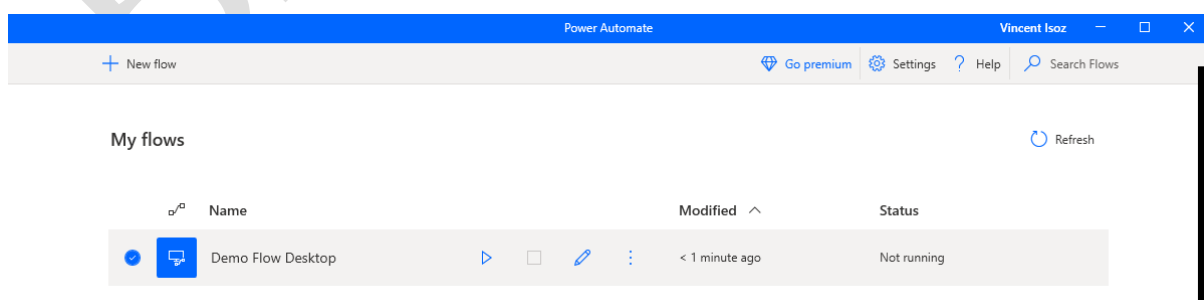 Power Automate Vincent Isoz
New flow Go premium Settings ? Help Search Flows
My flows Refresh
Name Modified Status
Demo Flow Desktop < 1 minute ago Not running